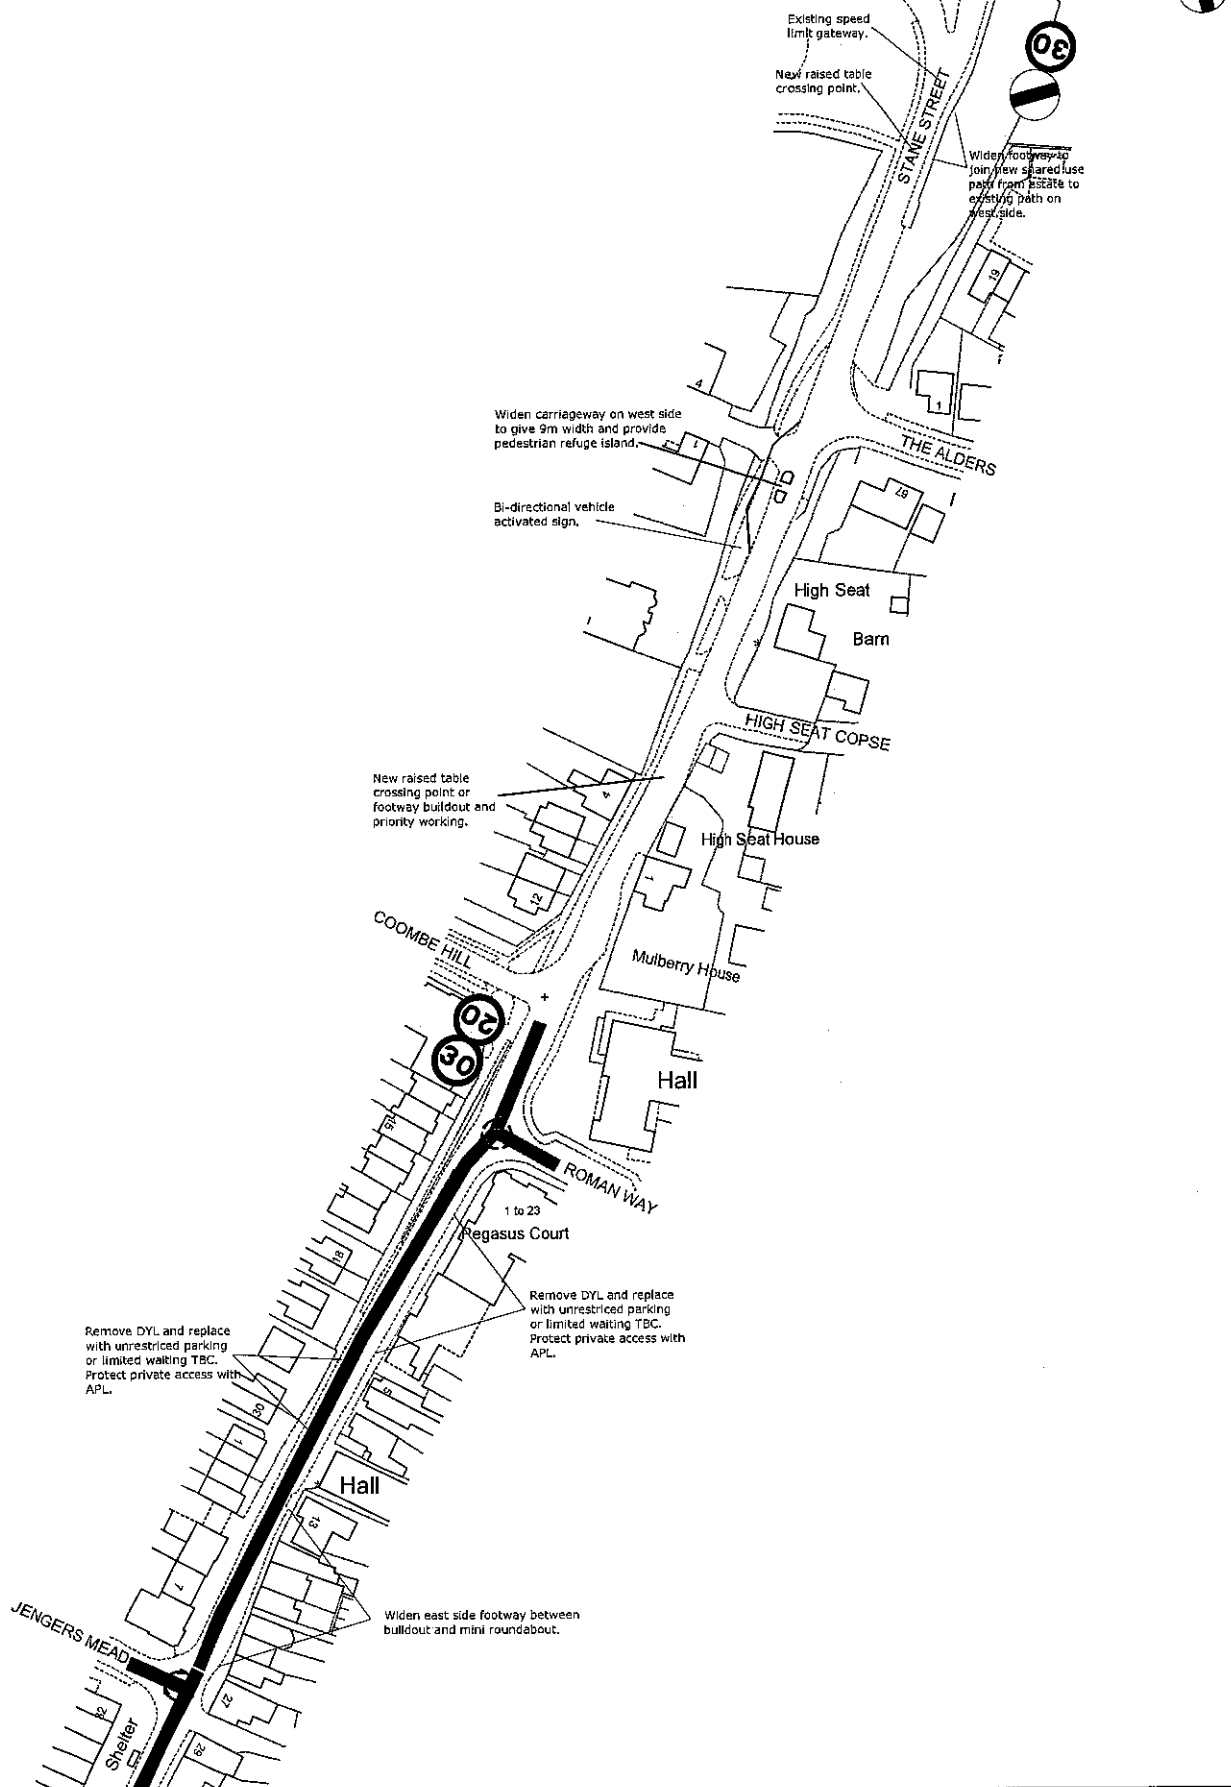 Existing speed
limit gateway.
30
New raised table
crossing point.
STANE STREET
Widen footway to
join new shared use
path from estate to
existing path on
west side.
19
4
1
Widen carriageway on west side
to give 9m width and provide
pedestrian refuge island.
1
THE ALDERS
67
Bi-directional vehicle
activated sign.
High Seat
Barn
HIGH SEAT COPSE
New raised table
crossing point or
footway buildout and
priority working.
4
High Seat House
1
12
COOMBE HILL
Mulberry House
20
30
Hall
15
ROMAN WAY
1 to 23
Pegasus Court
18
Remove DYL and replace
with unrestriced parking
or limited waiting TBC.
Protect private access with
APL.
Remove DYL and replace
with unrestriced parking
or limited waiting TBC.
Protect private access with
APL.
5
30
1
Hall
13
7
JENGERS MEAD
Widen east side footway between
buildout and mini roundabout.
27
Shelter
29